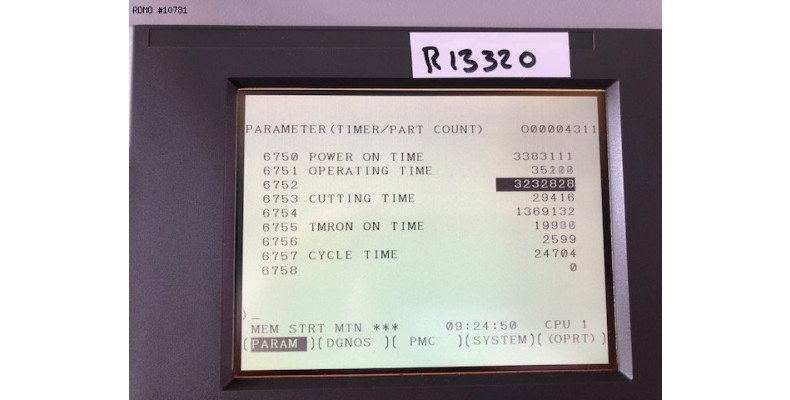 RDMO #10781
R13320
PARAMETER(TIMER/PART COUNT) O00004311
6750 POWER ON TIME 3383111
6751 OPERATING TIME
6752 3232828
6753 CUTTING TIME 29416
6754 1369132
6755 TMRON ON TIME
6756 2599
6757 CYCLE TIME 24704
6758 0
)_
MEM STRT MTN *** 09:24:50 CPU 1
(PARAM )(DGNOS )( PMC )(SYSTEM)( (OPRT) )